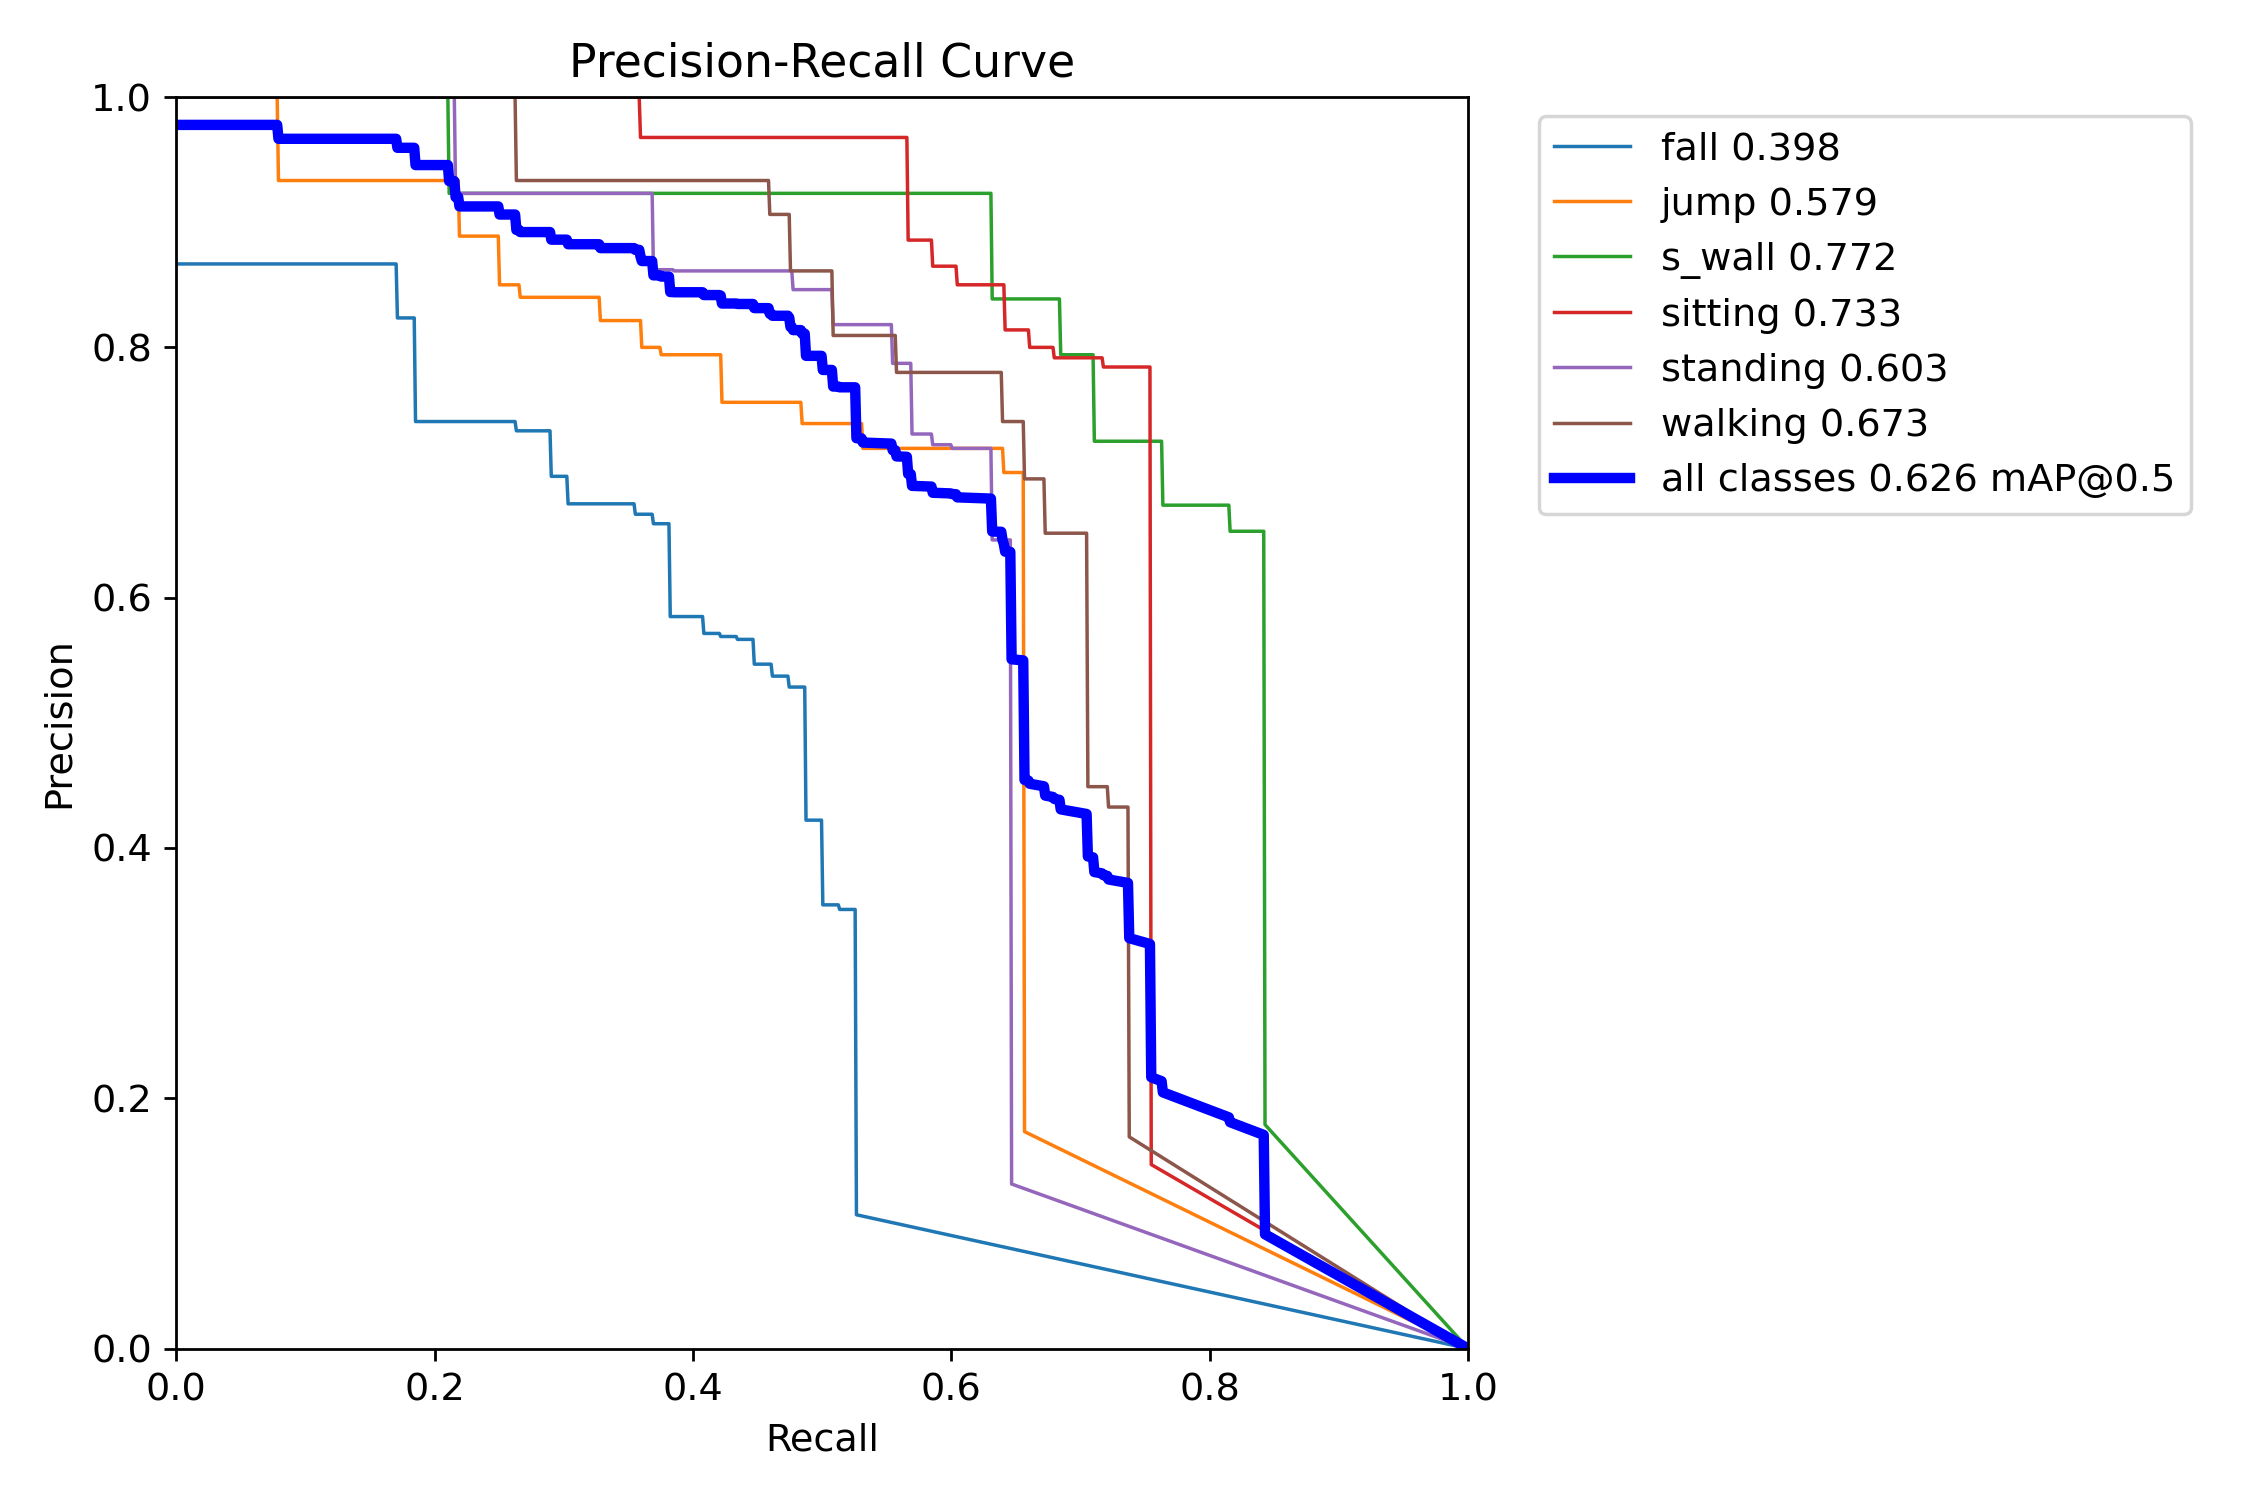 Precision-Recall Curve
1.0
0.8
0.6
0.4
0.2
0.0
Precision
0.0 0.2 0.4 0.6 0.8 1.0
Recall
fall 0.398
jump 0.579
s_wall 0.772
sitting 0.733
standing 0.603
walking 0.673
all classes 0.626 mAP@0.5